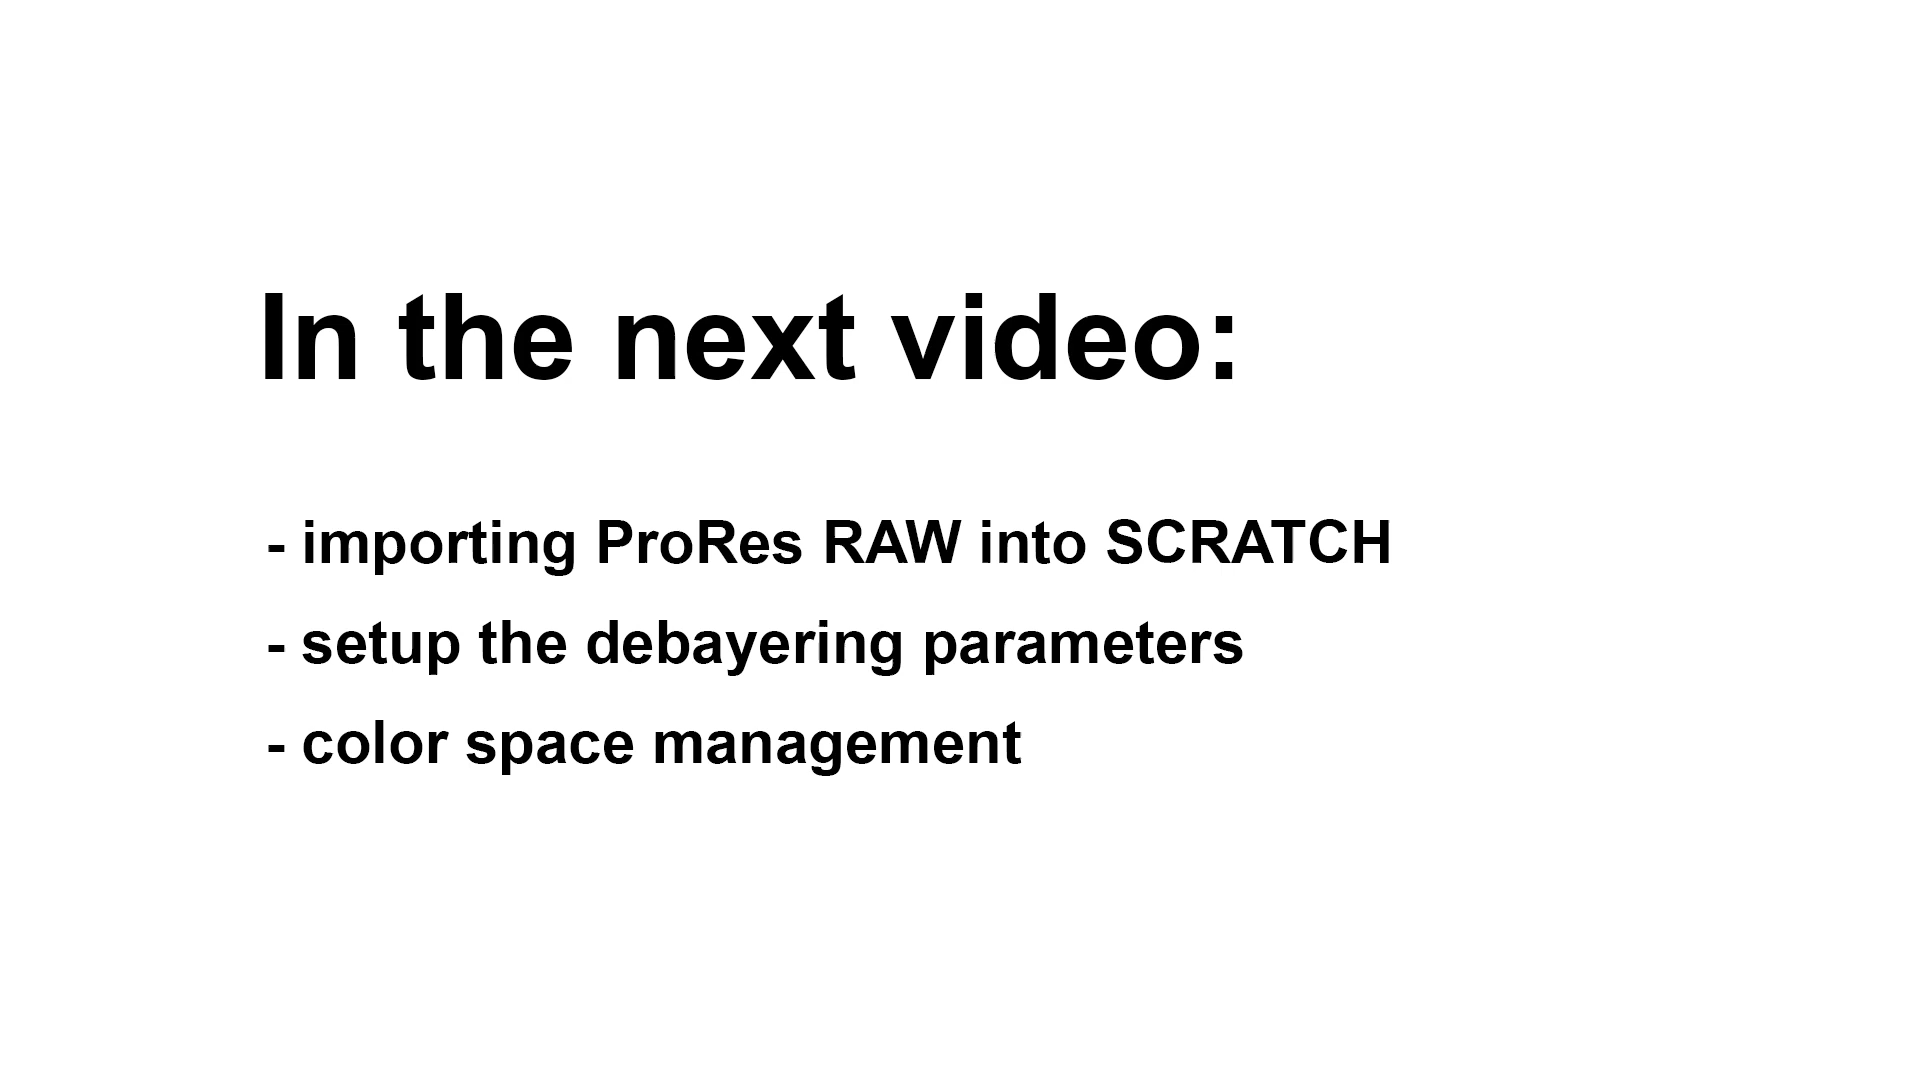 In the next video:
- importing ProRes RAW into SCRATCH
- setup the debayering parameters
- color space management